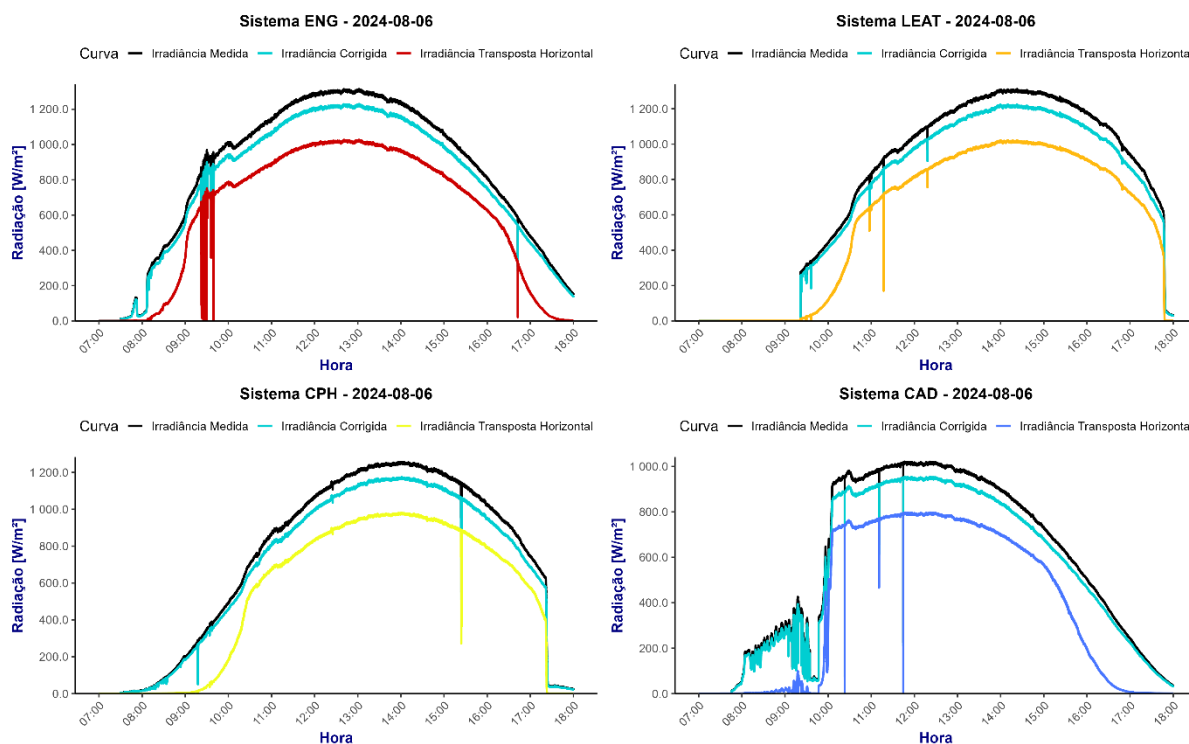 Sistema ENG - 2024-08-06
Curva Irradiância Medida Irradiância Corrigida Irradiância Transposta Horizontal
Radiação [W/m²]
1 200.0
1 000.0
800.0
600.0
400.0
200.0
0.0
07:00 08:00 09:00 10:00 11:00 12:00 13:00 14:00 15:00 16:00 17:00 18:00
Hora
Sistema LEAT - 2024-08-06
Curva Irradiância Medida Irradiância Corrigida Irradiância Transposta Horizontal
Radiação [W/m²]
1 200.0
1 000.0
800.0
600.0
400.0
200.0
0.0
07:00 08:00 09:00 10:00 11:00 12:00 13:00 14:00 15:00 16:00 17:00 18:00
Hora
Sistema CPH - 2024-08-06
Curva Irradiância Medida Irradiância Corrigida Irradiância Transposta Horizontal
Radiação [W/m²]
1 200.0
1 000.0
800.0
600.0
400.0
200.0
0.0
07:00 08:00 09:00 10:00 11:00 12:00 13:00 14:00 15:00 16:00 17:00 18:00
Hora
Sistema CAD - 2024-08-06
Curva Irradiância Medida Irradiância Corrigida Irradiância Transposta Horizontal
Radiação [W/m²]
1 000.0
800.0
600.0
400.0
200.0
0.0
07:00 08:00 09:00 10:00 11:00 12:00 13:00 14:00 15:00 16:00 17:00 18:00
Hora